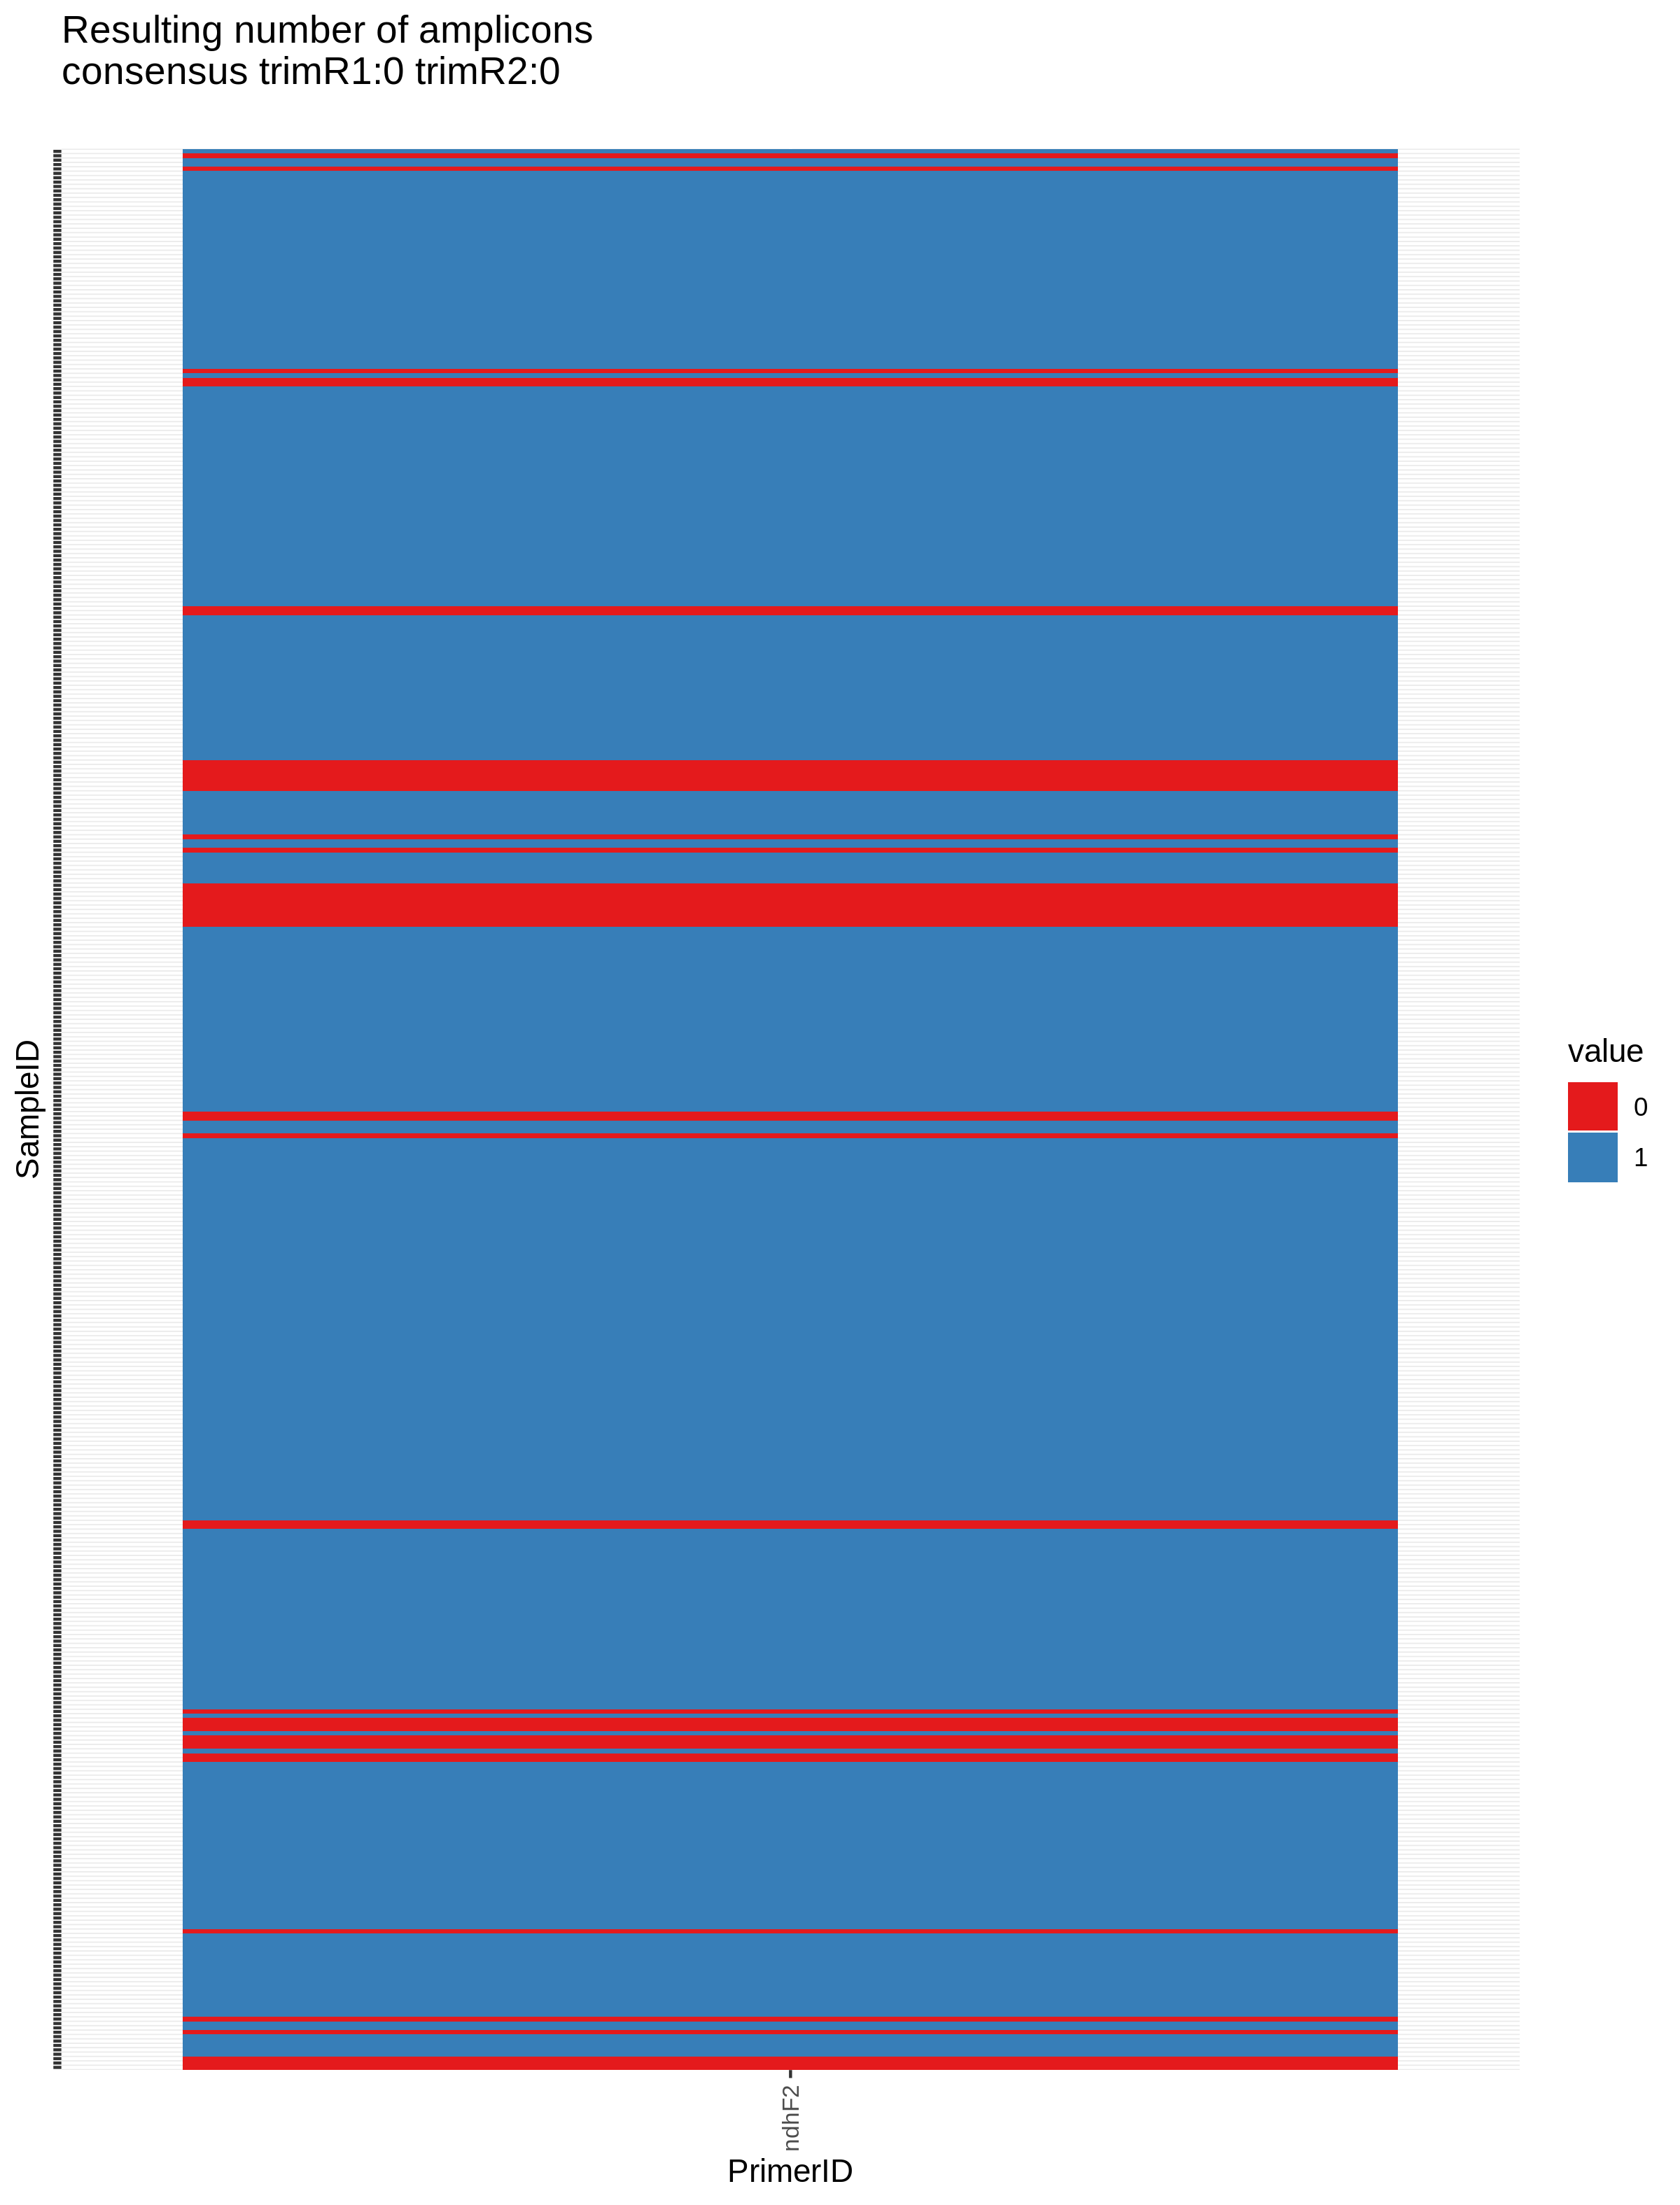 Resulting number of amplicons
consensus trimR1:0 trimR2:0
SampleID
value
0
1
ndhF2
PrimerID